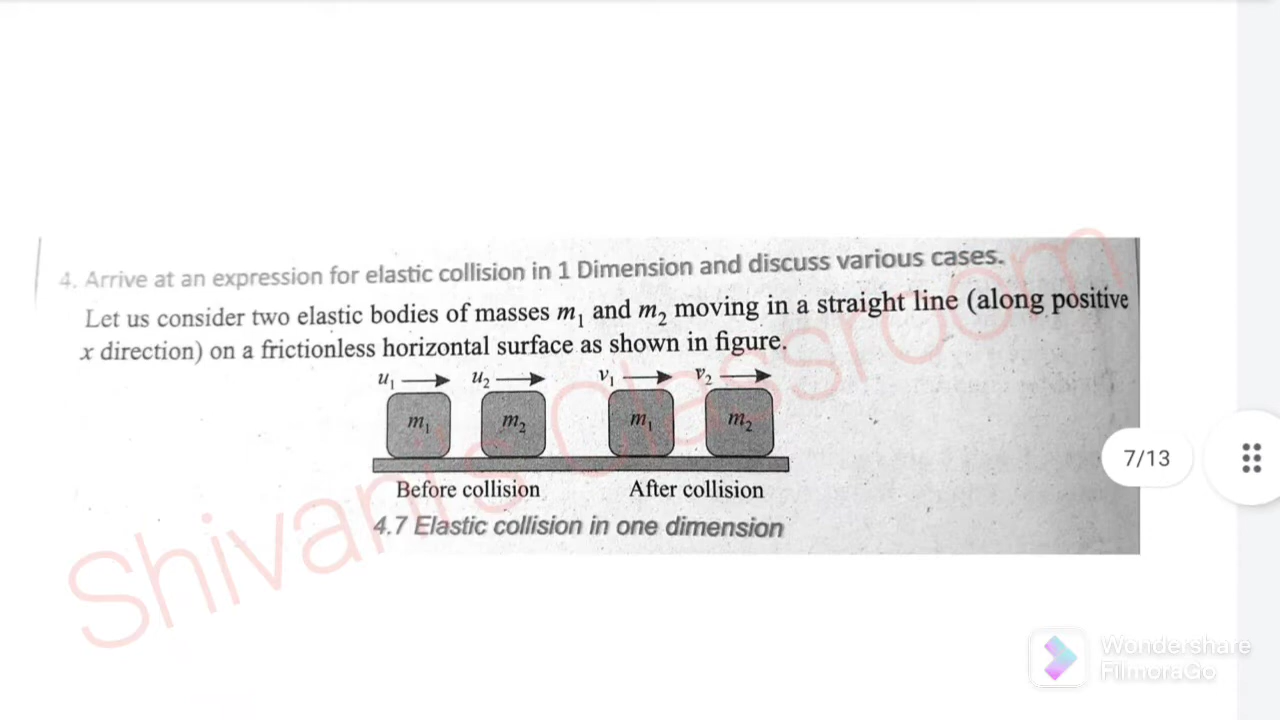 4. Arrive at an expression for elastic collision in 1 Dimension and discuss various cases.
Let us consider two elastic bodies of masses m₁ and m₂ moving in a straight line (along positive
x direction) on a frictionless horizontal surface as shown in figure.
u₁ u₂ v₁ v₂
m₁ m₂ m₁ m₂
Before collision After collision
4.7 Elastic collision in one dimension
Shivani's Classroom
7/13
Wondershare
FilmoraGo